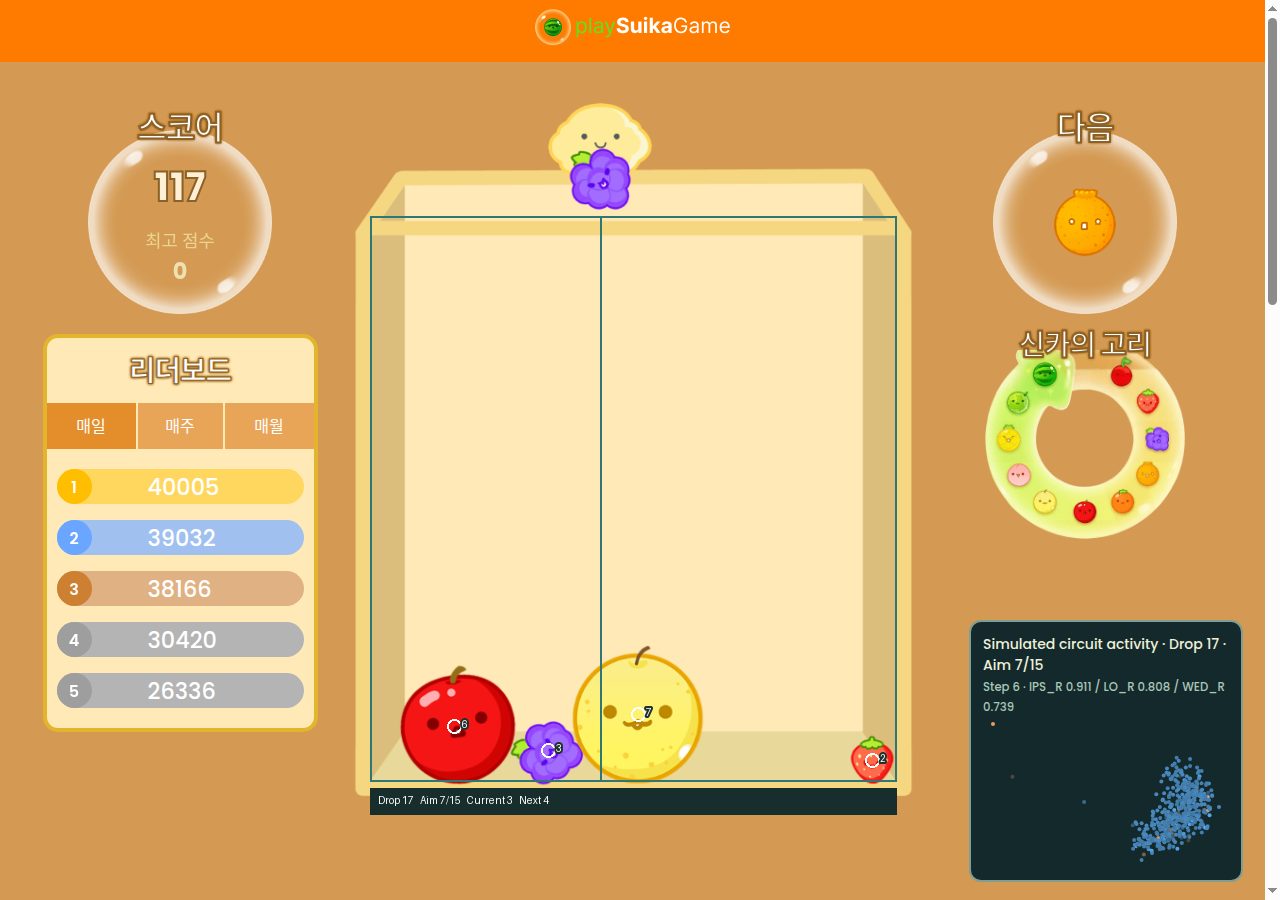 playSuikaGame
스코어
117
최고 점수
0
다음
신카의 고리
리더보드
매일 매주 매월
1 40005
2 39032
3 38166
4 30420
5 26336
6
3
7
2
Drop 17 Aim 7/15 Current 3 Next 4
Simulated circuit activity · Drop 17 ·
Aim 7/15
Step 6 · IPS_R 0.911 / LO_R 0.808 / WED_R
0.739